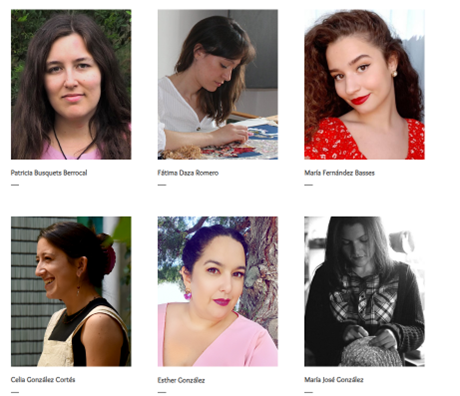 Patricia Busquets Berrocal
Fátima Daza Romero
María Fernández Basses
Celia González Cortés
Esther González
María José González